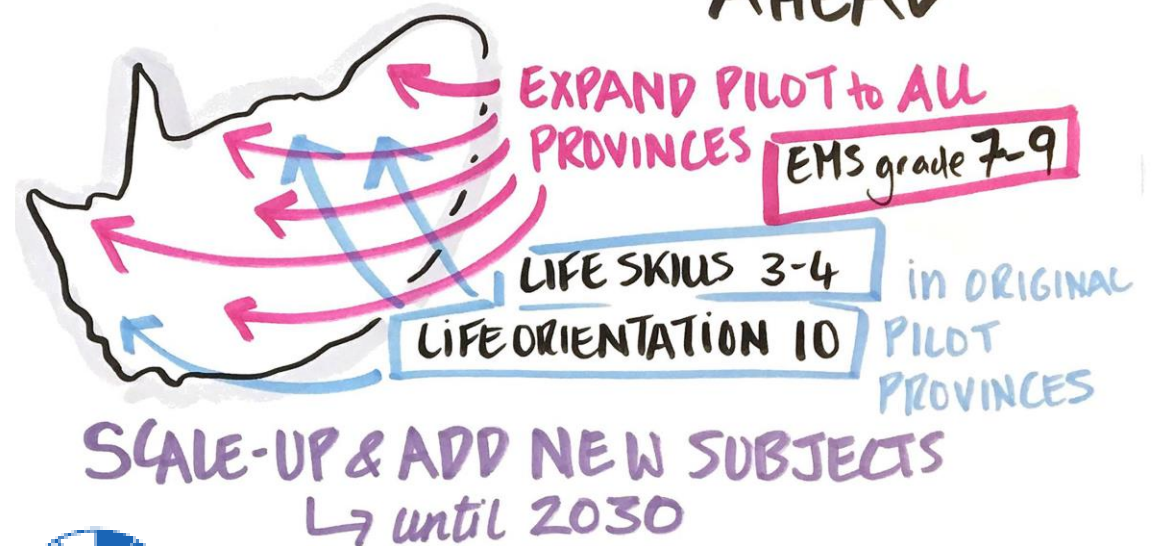 AHEAD
EXPAND PILOT to ALL
PROVINCES
EMS grade 7-9
LIFE SKILLS 3-4
LIFE ORIENTATION 10
in ORIGINAL
PILOT
PROVINCES
SCALE-UP & ADD NEW SUBJECTS
↳ until 2030